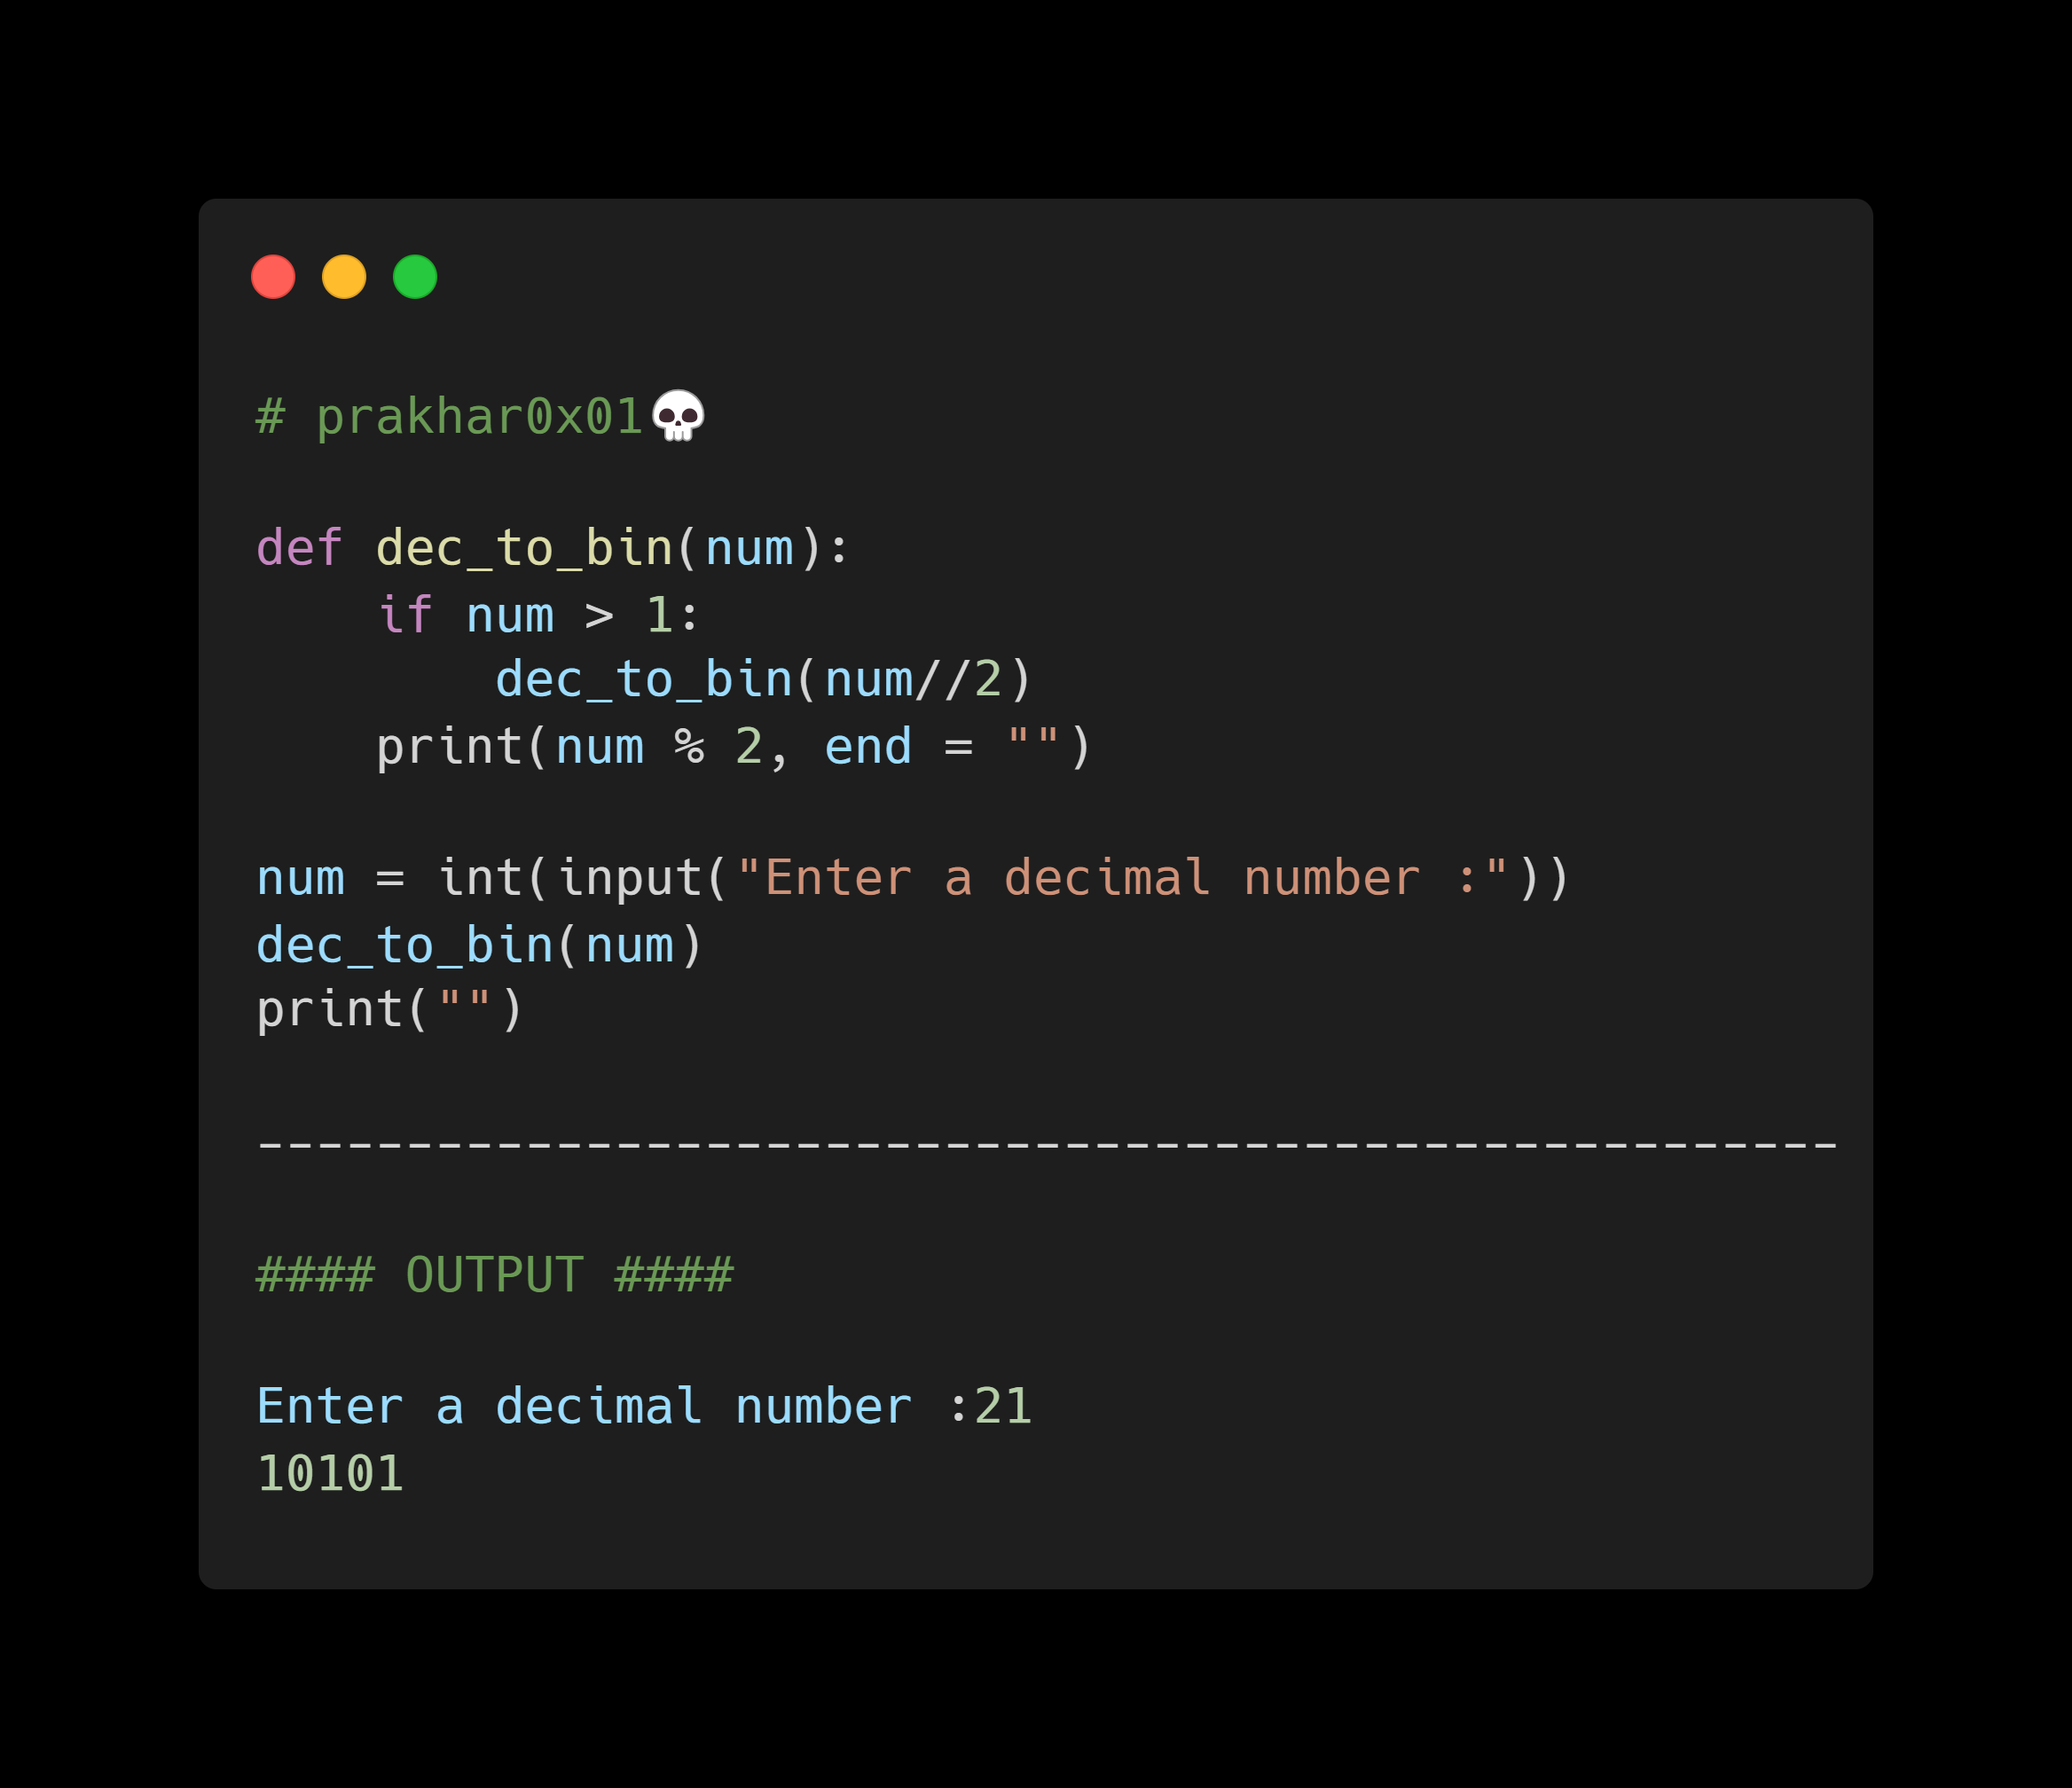 # prakhar0x01💀
def dec_to_bin(num):
    if num > 1:
        dec_to_bin(num//2)
    print(num % 2, end = "")
num = int(input("Enter a decimal number :"))
dec_to_bin(num)
print("")
-----------------------------------------------------
#### OUTPUT ####
Enter a decimal number :21
10101